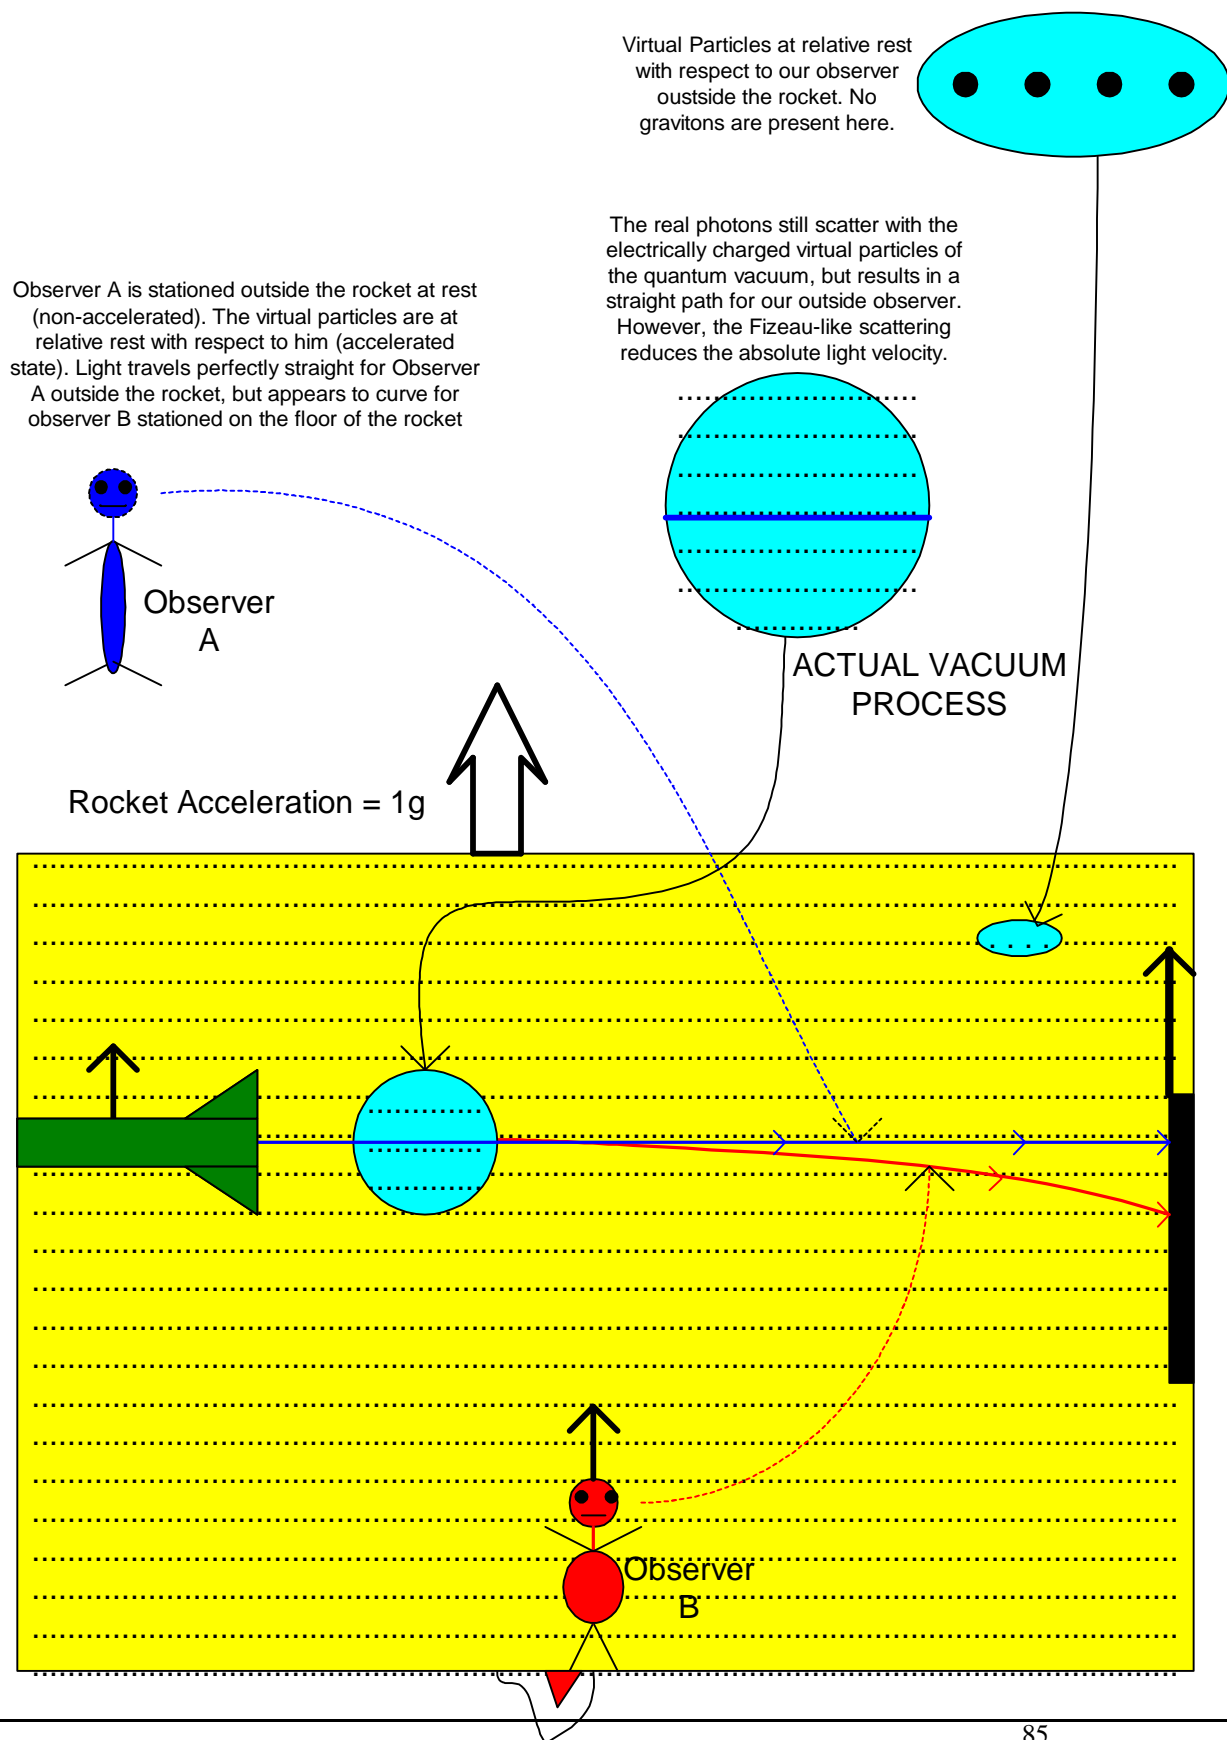 Virtual Particles at relative rest
with respect to our observer
oustside the rocket. No
gravitons are present here.
The real photons still scatter with the
electrically charged virtual particles of
the quantum vacuum, but results in a
straight path for our outside observer.
However, the Fizeau-like scattering
reduces the absolute light velocity.
Observer A is stationed outside the rocket at rest
(non-accelerated). The virtual particles are at
relative rest with respect to him (accelerated
state). Light travels perfectly straight for Observer
A outside the rocket, but appears to curve for
observer B stationed on the floor of the rocket
Observer
A
ACTUAL VACUUM
PROCESS
Rocket Acceleration = 1g
Observer
B
85